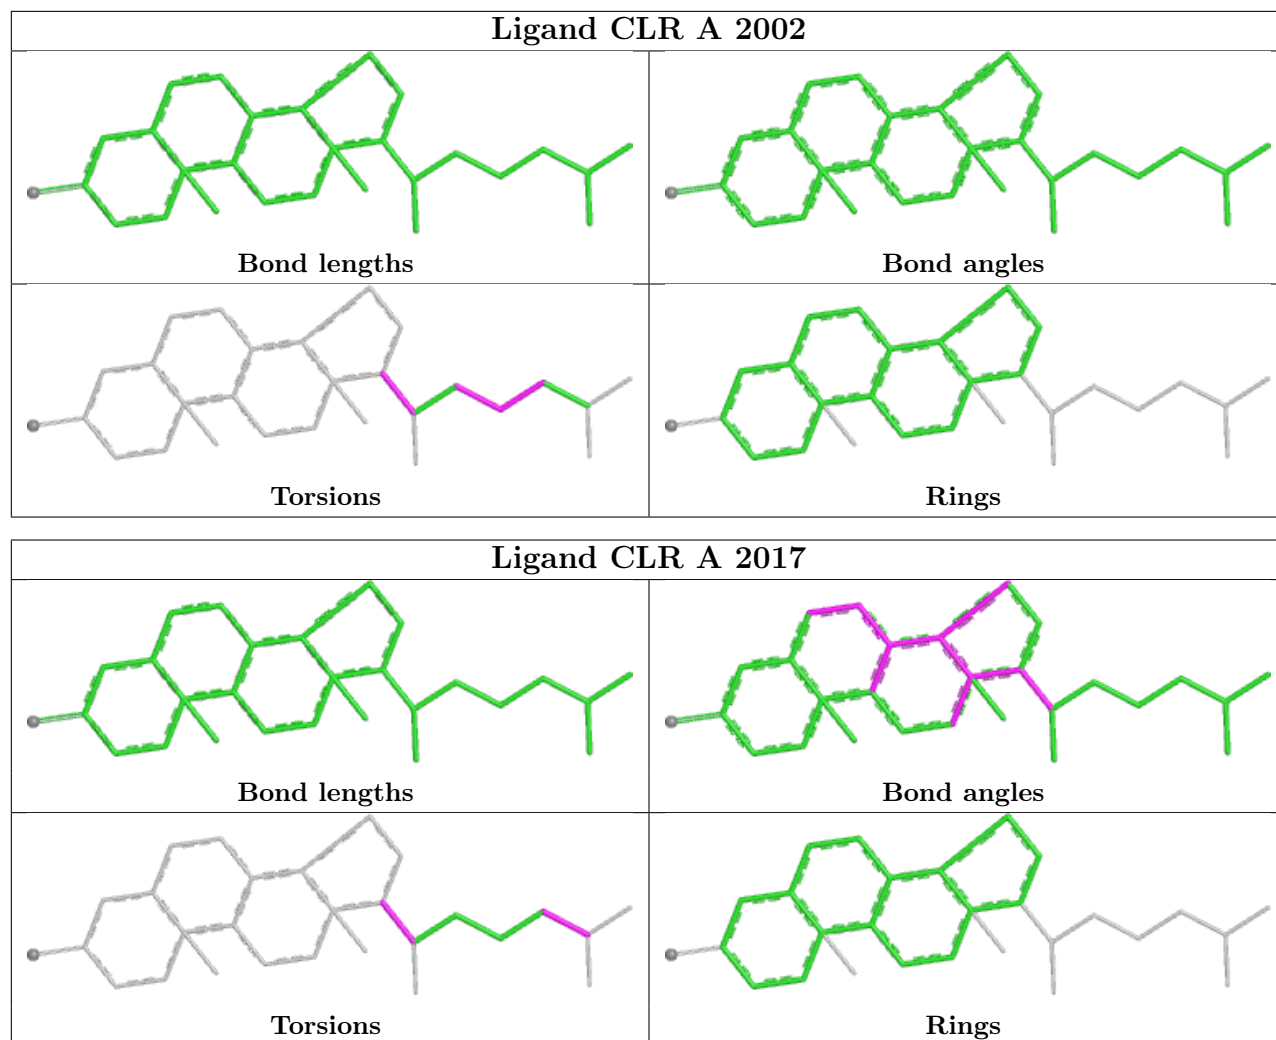 Ligand CLR A 2002
Bond lengths
Bond angles
Torsions
Rings
Ligand CLR A 2017
Bond lengths
Bond angles
Torsions
Rings